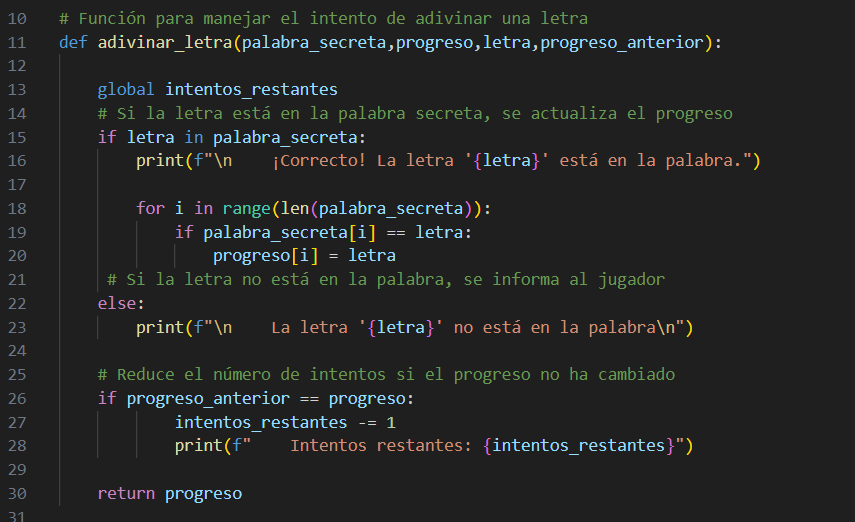 10 # Función para manejar el intento de adivinar una letra
11 def adivinar_letra(palabra_secreta,progreso,letra,progreso_anterior):
12
13     global intentos_restantes
14     # Si la letra está en la palabra secreta, se actualiza el progreso
15     if letra in palabra_secreta:
16         print(f"\n    ¡Correcto! La letra '{letra}' está en la palabra.")
17
18         for i in range(len(palabra_secreta)):
19             if palabra_secreta[i] == letra:
20                 progreso[i] = letra
21      # Si la letra no está en la palabra, se informa al jugador
22     else:
23         print(f"\n    La letra '{letra}' no está en la palabra\n")
24
25     # Reduce el número de intentos si el progreso no ha cambiado
26     if progreso_anterior == progreso:
27             intentos_restantes -= 1
28             print(f"    Intentos restantes: {intentos_restantes}")
29
30     return progreso
31